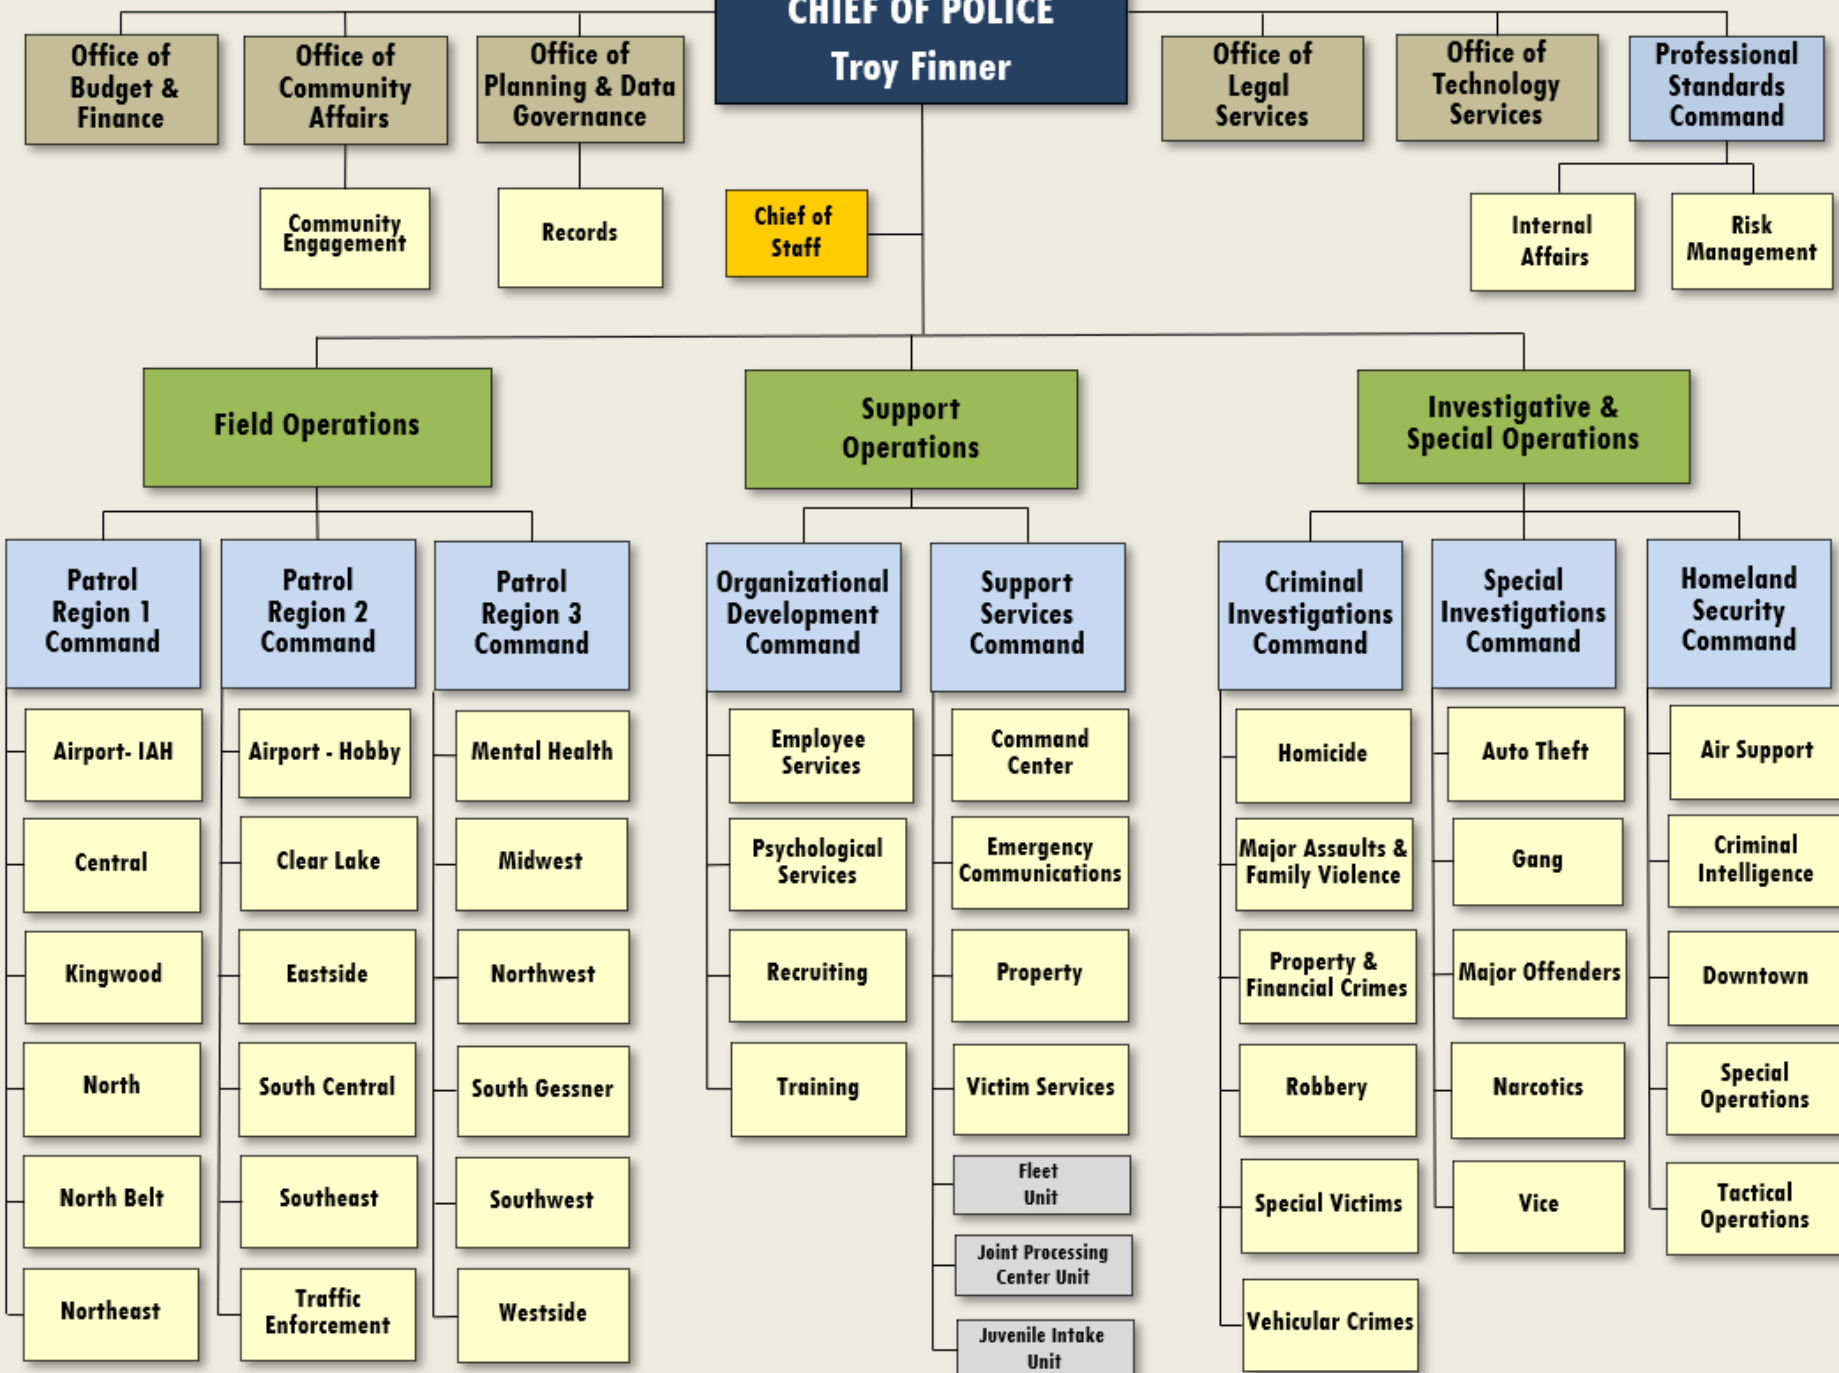 CHIEF OF POLICE
Troy Finner
Office of
Budget &
Finance
Office of
Community
Affairs
Office of
Planning & Data
Governance
Office of
Legal
Services
Office of
Technology
Services
Professional
Standards
Command
Community
Engagement
Records
Chief of
Staff
Internal
Affairs
Risk
Management
Field Operations
Support
Operations
Investigative &
Special Operations
Patrol
Region 1
Command
Airport- IAH
Central
Kingwood
North
North Belt
Northeast
Patrol
Region 2
Command
Airport - Hobby
Clear Lake
Eastside
South Central
Southeast
Traffic
Enforcement
Patrol
Region 3
Command
Mental Health
Midwest
Northwest
South Gessner
Southwest
Westside
Organizational
Development
Command
Employee
Services
Psychological
Services
Recruiting
Training
Support
Services
Command
Command
Center
Emergency
Communications
Property
Victim Services
Fleet
Unit
Joint Processing
Center Unit
Juvenile Intake
Unit
Criminal
Investigations
Command
Homicide
Major Assaults &
Family Violence
Property &
Financial Crimes
Robbery
Special Victims
Vehicular Crimes
Special
Investigations
Command
Auto Theft
Gang
Major Offenders
Narcotics
Vice
Homeland
Security
Command
Air Support
Criminal
Intelligence
Downtown
Special
Operations
Tactical
Operations